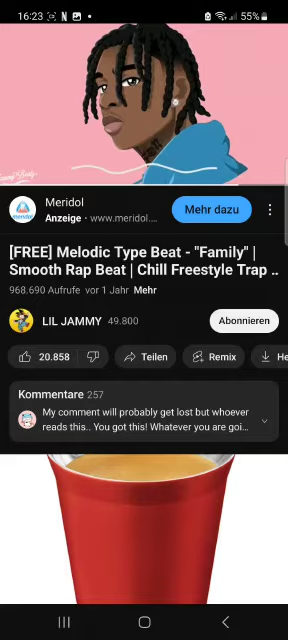 16:23
55%
Meridol
meridol
Anzeige • www.meridol....
Mehr dazu
[FREE] Melodic Type Beat - "Family" |
Smooth Rap Beat | Chill Freestyle Trap ..
968.690 Aufrufe vor 1 Jahr Mehr
LIL JAMMY 49.800
Abonnieren
20.858
Teilen
Remix
He
Kommentare 257
My comment will probably get lost but whoever
reads this.. You got this! Whatever you are goi...